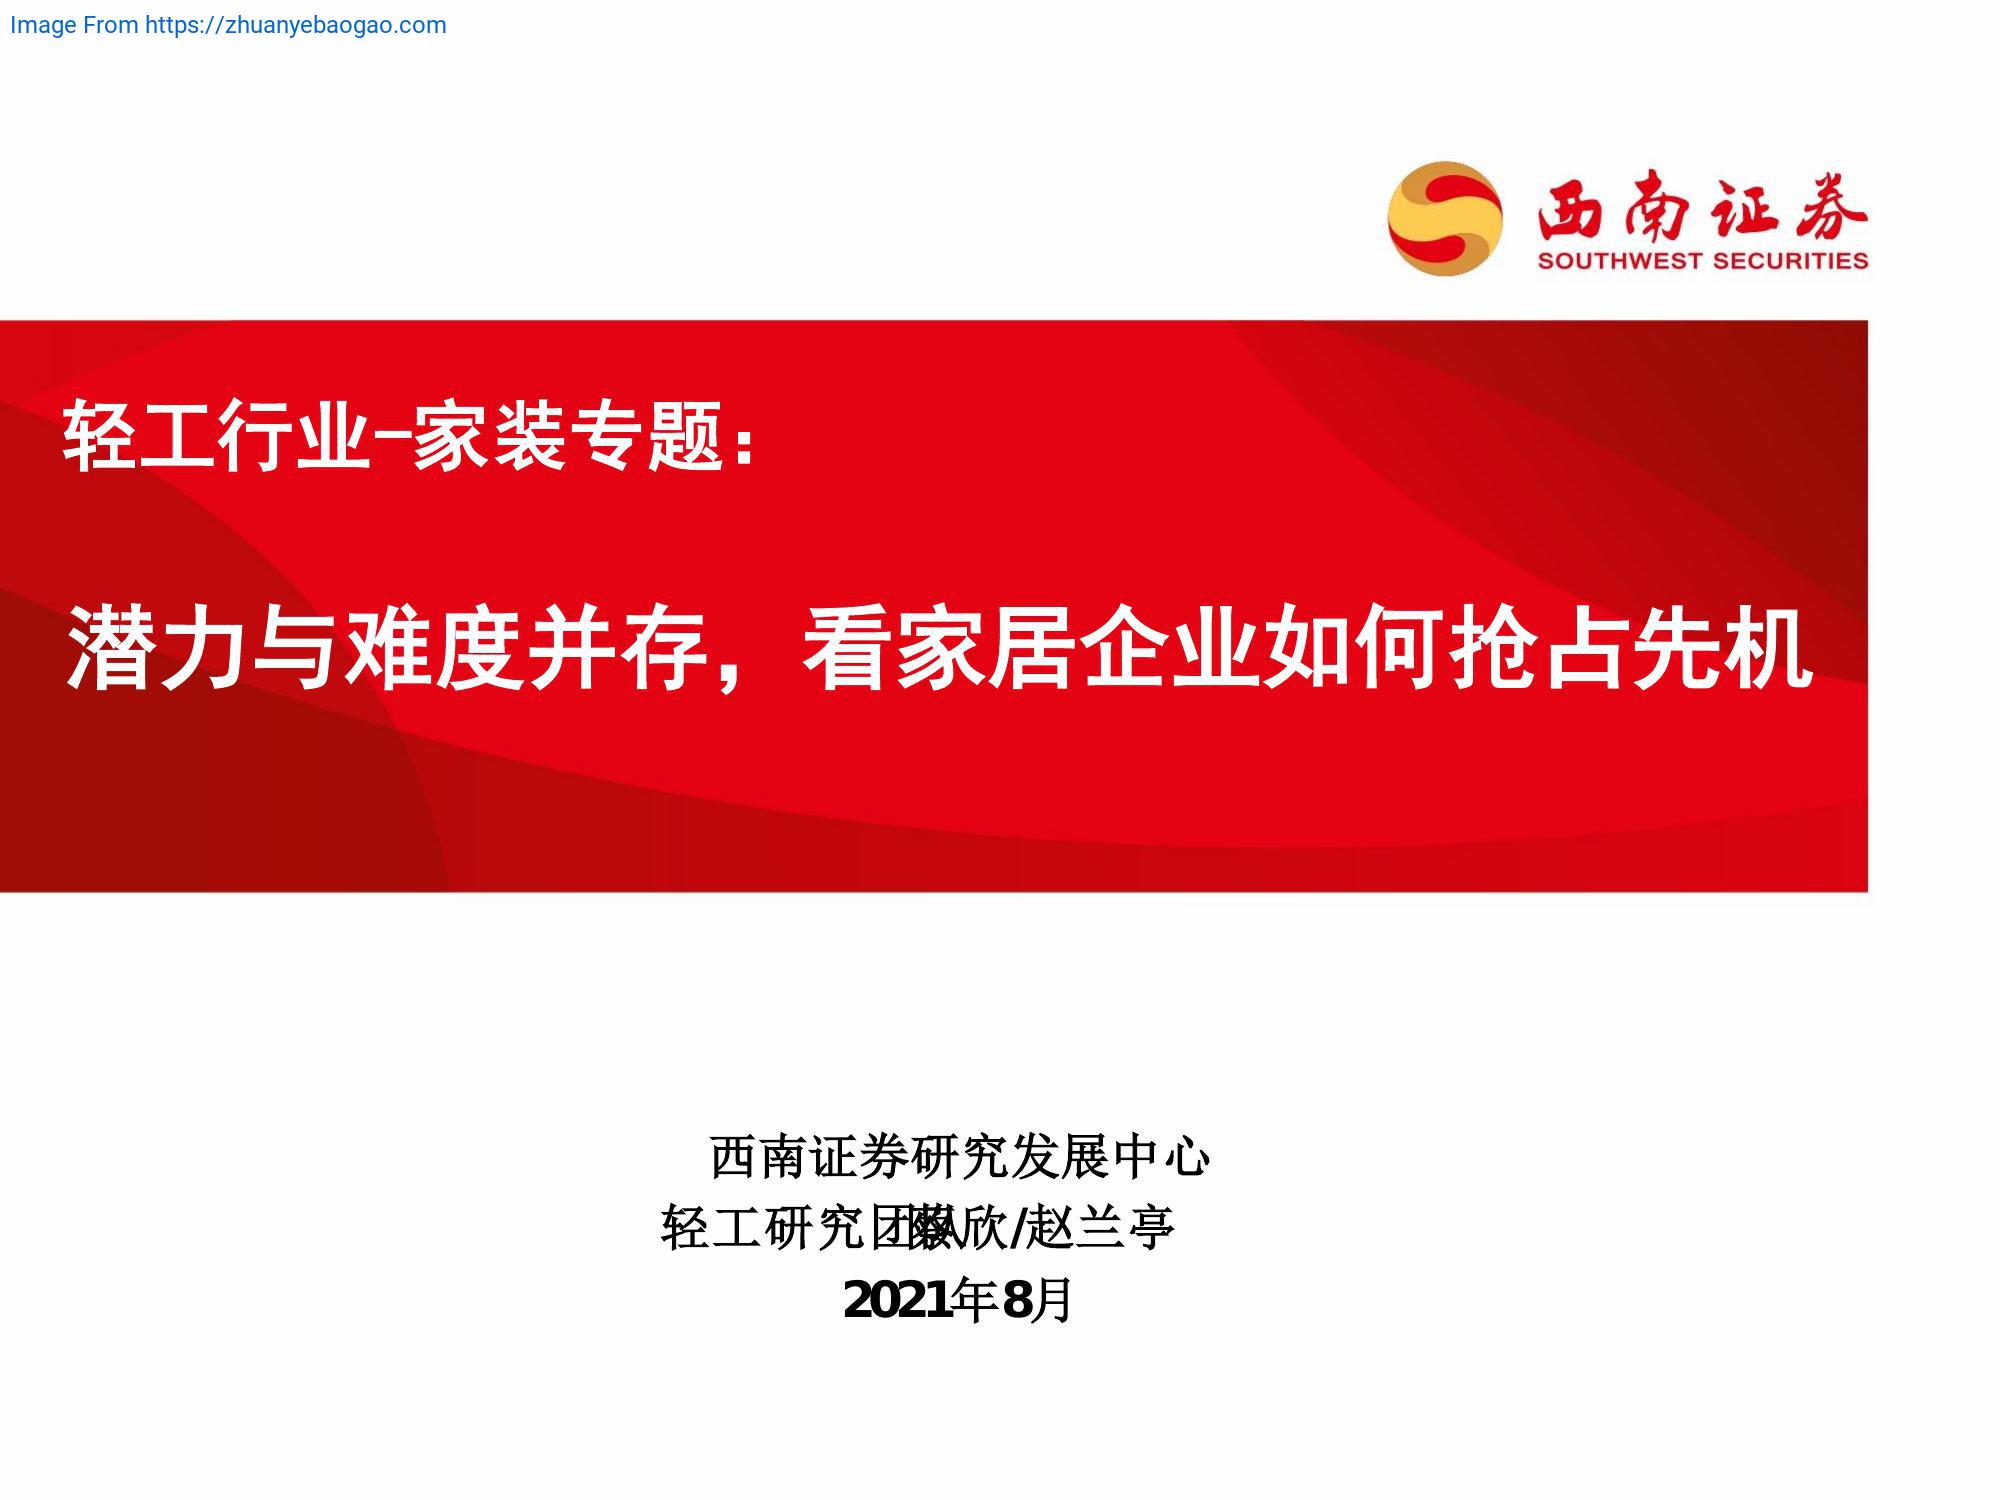 Image From https://zhuanyebaogao.com
西南证券
SOUTHWEST SECURITIES
轻工行业-家装专题：
潜力与难度并存，看家居企业如何抢占先机
西南证券研究发展中心
轻工研究团队 蔡欣/赵兰亭
2021年8月